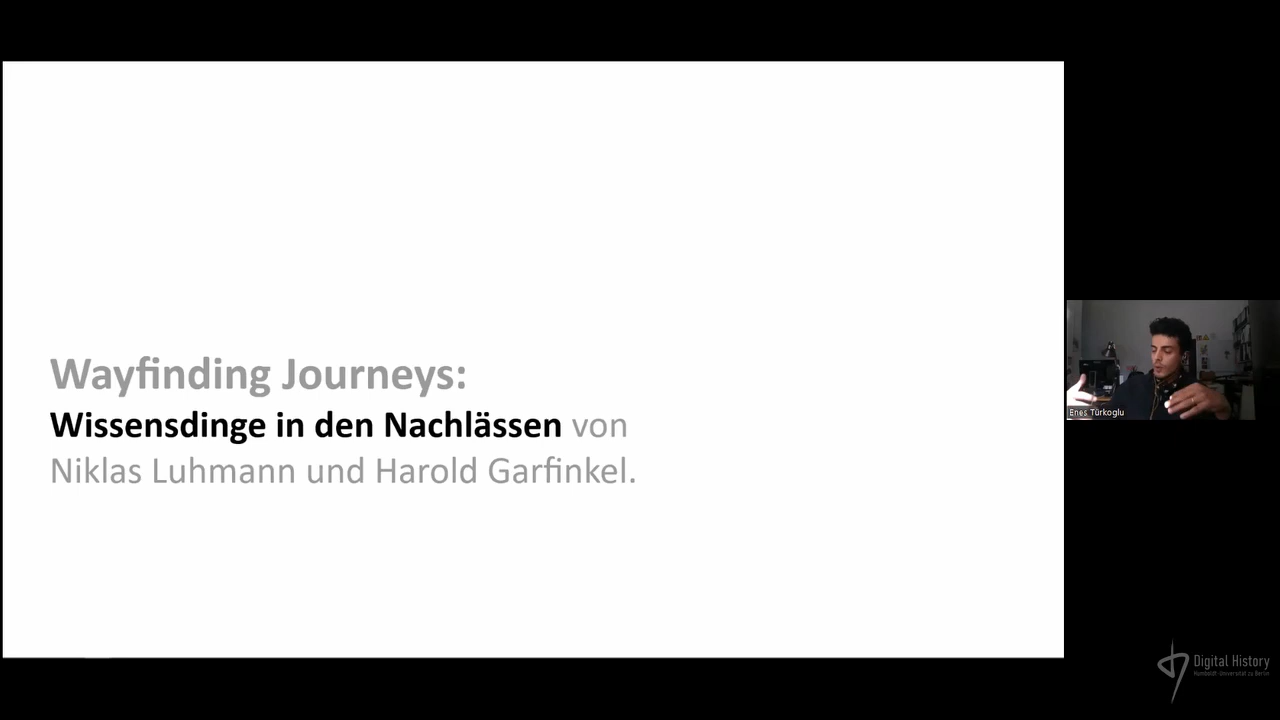 Wayfinding Journeys:
Wissensdinge in den Nachlässen von
Niklas Luhmann und Harold Garfinkel.
Enes Türkoglu
Digital History
Humboldt-Universität zu Berlin